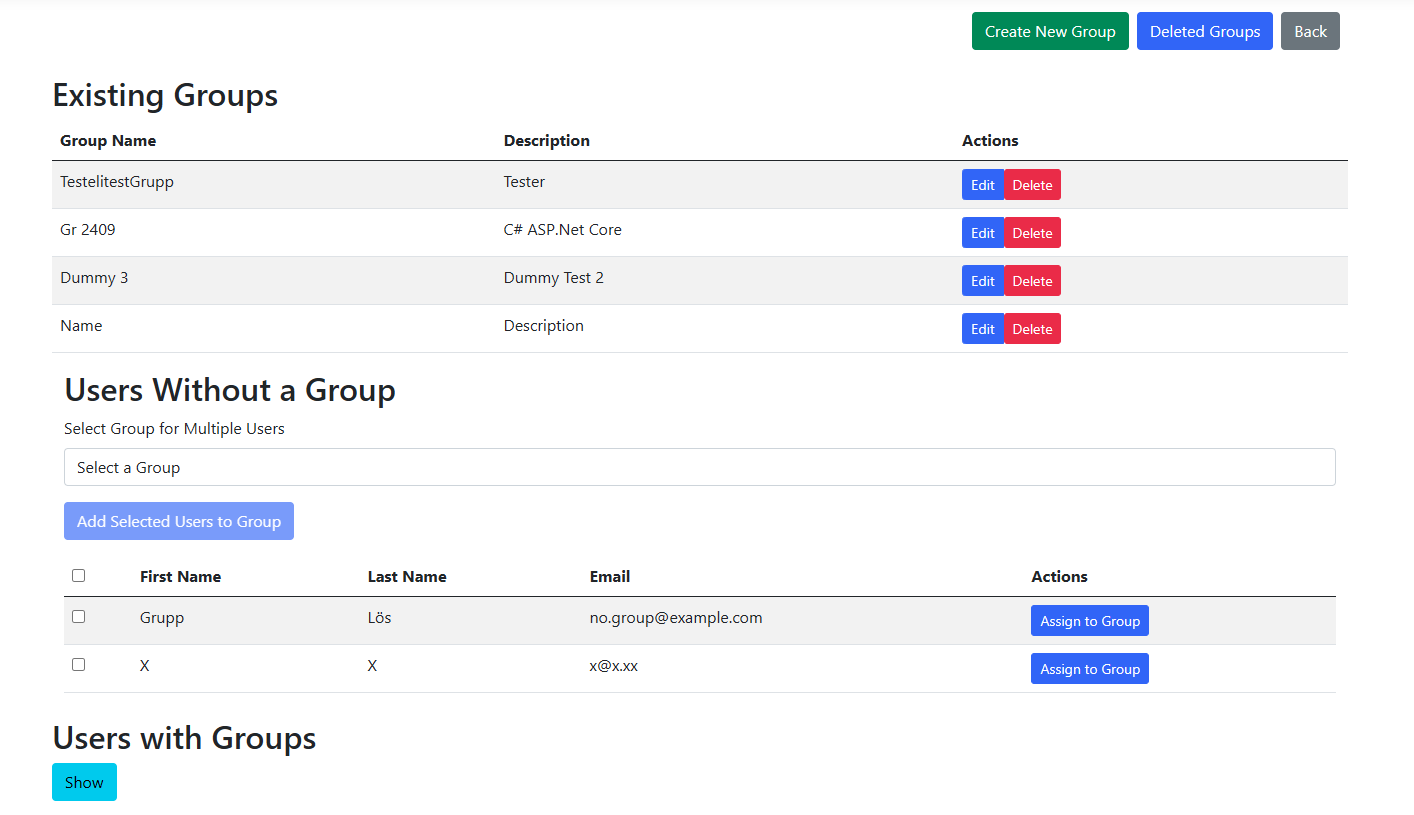 Create New Group Deleted Groups Back
Existing Groups
Group Name Description Actions
TestelitestGrupp Tester Edit Delete
Gr 2409 C# ASP.Net Core Edit Delete
Dummy 3 Dummy Test 2 Edit Delete
Name Description Edit Delete
Users Without a Group
Select Group for Multiple Users
Select a Group
Add Selected Users to Group
First Name Last Name Email Actions
Grupp Lös no.group@example.com Assign to Group
X X x@x.xx Assign to Group
Users with Groups
Show